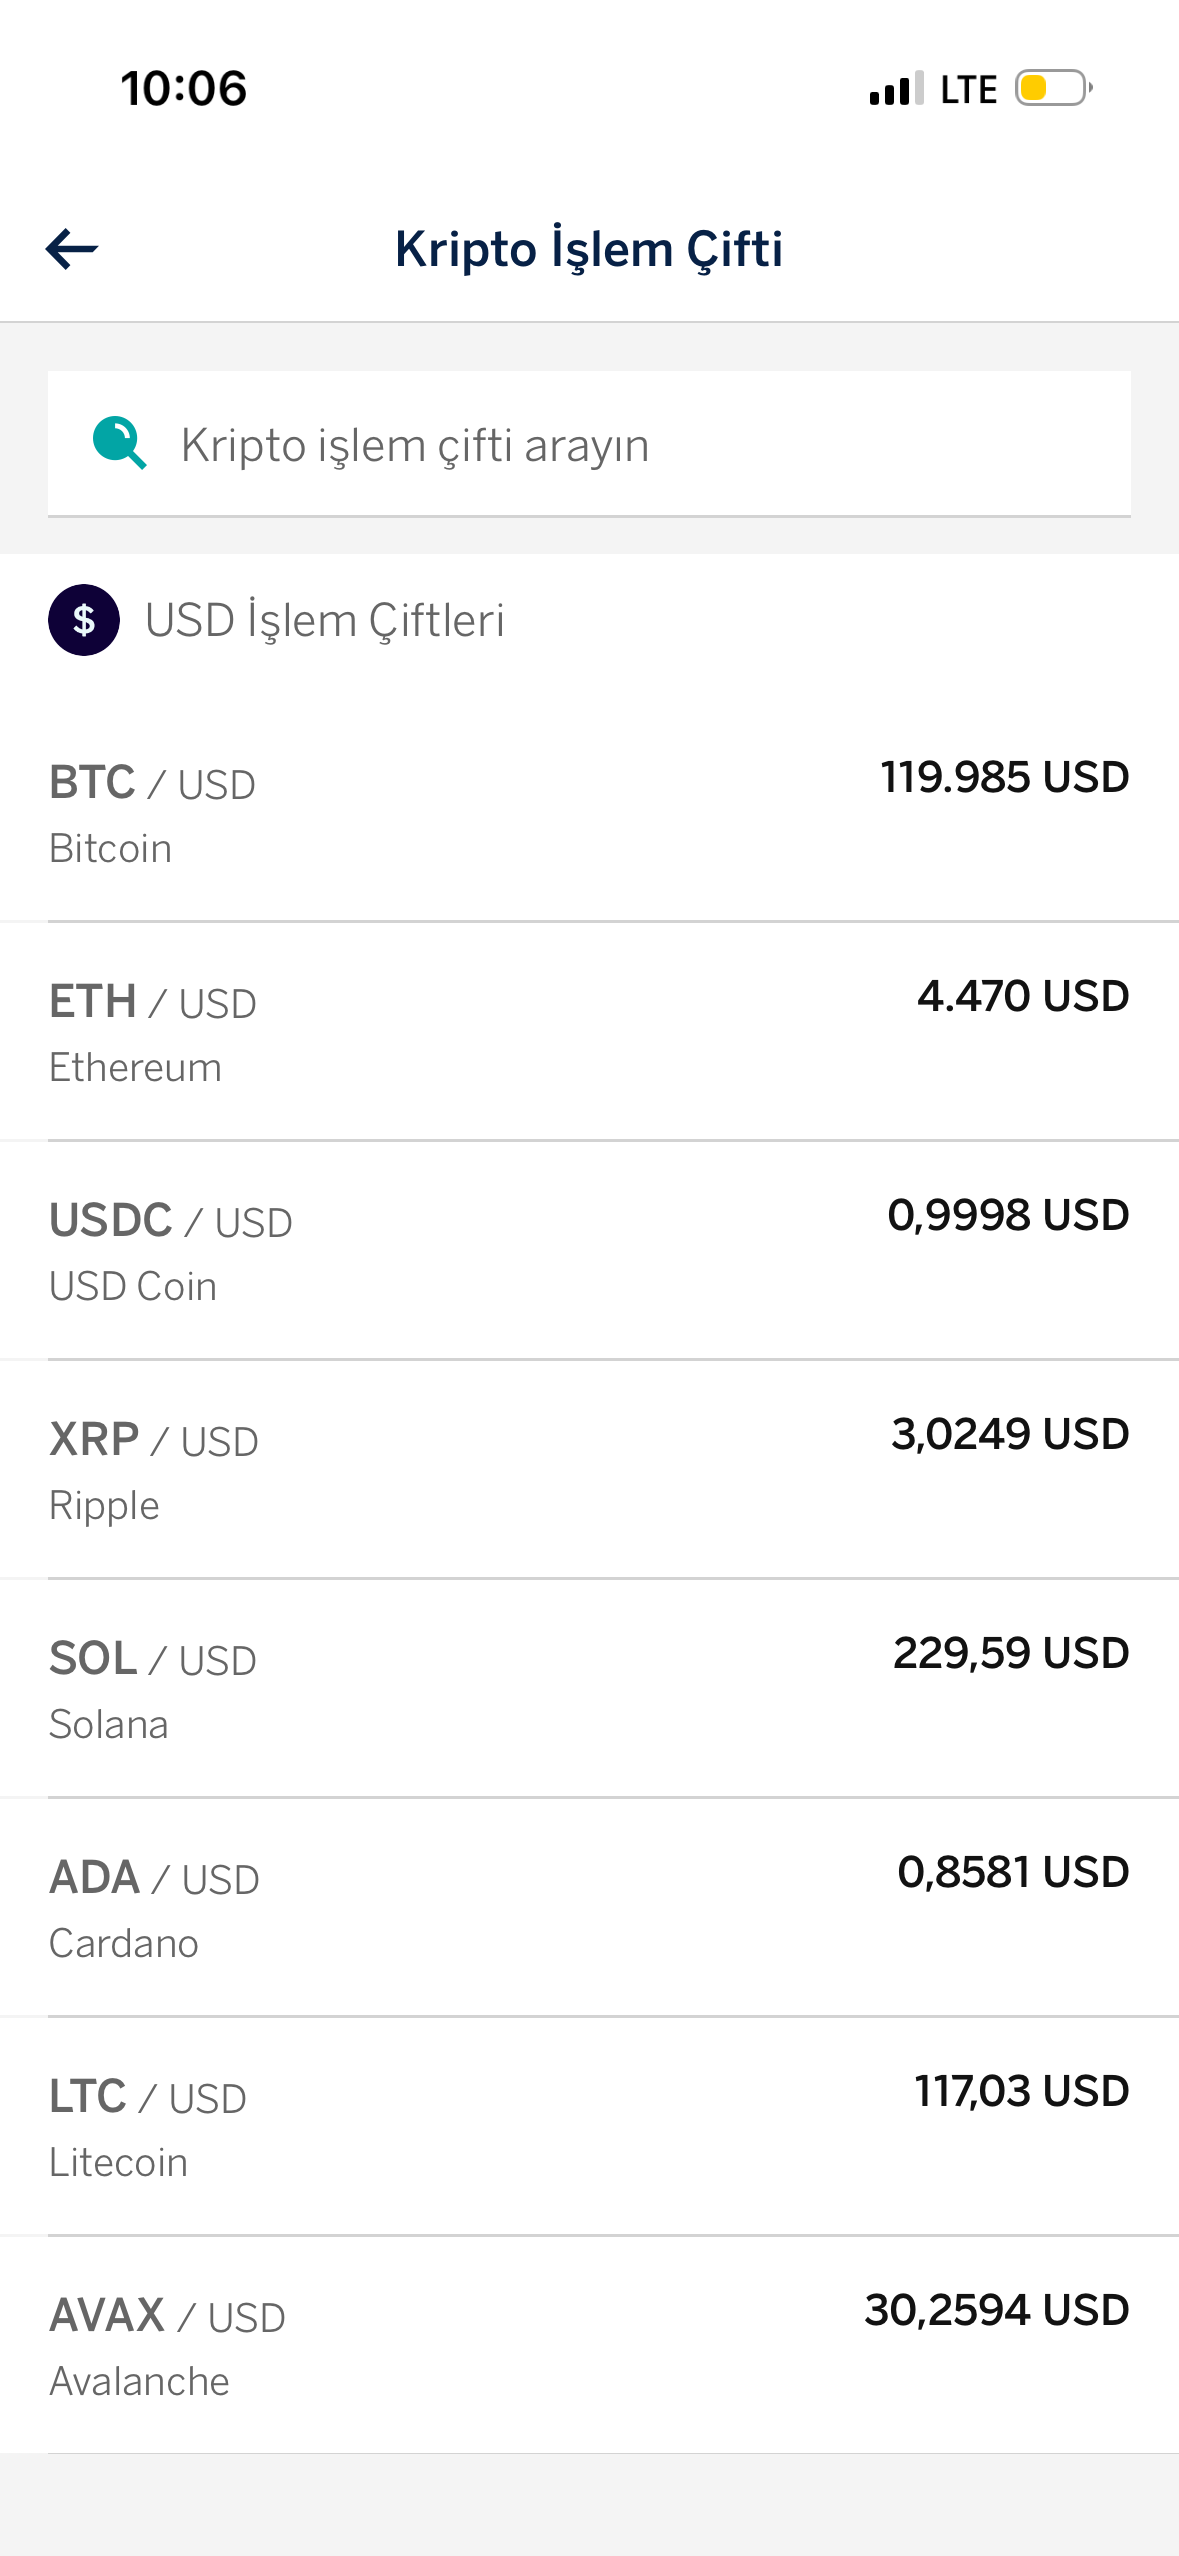 10:06 LTE
Kripto İşlem Çifti
Kripto işlem çifti arayın
$ USD İşlem Çiftleri
BTC / USD 119.985 USD
Bitcoin
ETH / USD 4.470 USD
Ethereum
USDC / USD 0,9998 USD
USD Coin
XRP / USD 3,0249 USD
Ripple
SOL / USD 229,59 USD
Solana
ADA / USD 0,8581 USD
Cardano
LTC / USD 117,03 USD
Litecoin
AVAX / USD 30,2594 USD
Avalanche